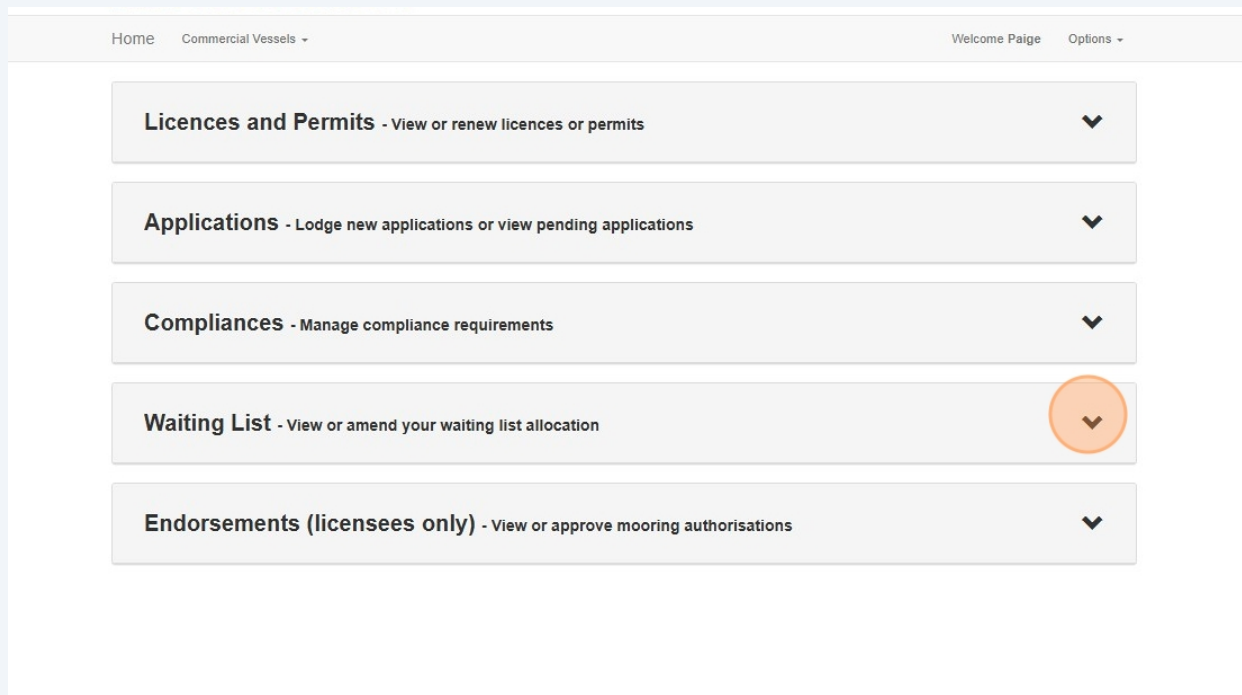 Home Commercial Vessels Welcome Paige Options
Licences and Permits - View or renew licences or permits
Applications - Lodge new applications or view pending applications
Compliances - Manage compliance requirements
Waiting List - View or amend your waiting list allocation
Endorsements (licensees only) - View or approve mooring authorisations